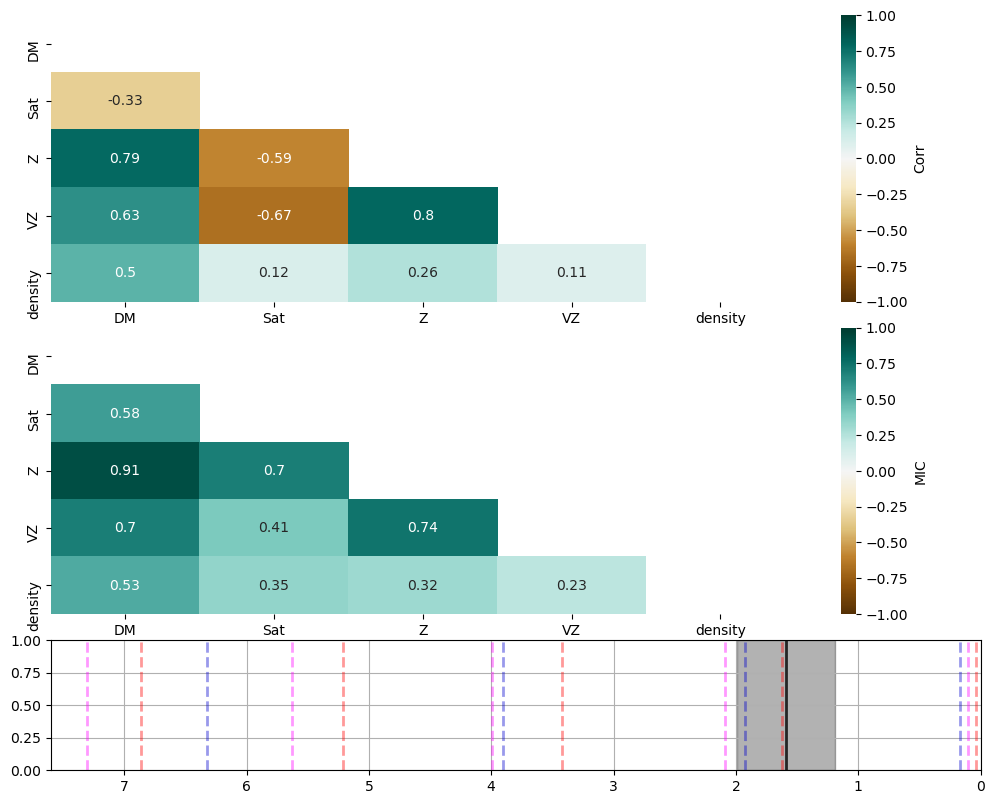 DM
Sat
Z
VZ
density
-0.33
0.79 -0.59
0.63 -0.67 0.8
0.5 0.12 0.26 0.11
DM Sat Z VZ density
1.00
0.75
0.50
0.25
0.00
−0.25
−0.50
−0.75
−1.00
Corr
DM
Sat
Z
VZ
density
0.58
0.91 0.7
0.7 0.41 0.74
0.53 0.35 0.32 0.23
DM Sat Z VZ density
1.00
0.75
0.50
0.25
0.00
−0.25
−0.50
−0.75
−1.00
MIC
1.00
0.75
0.50
0.25
0.00
7 6 5 4 3 2 1 0